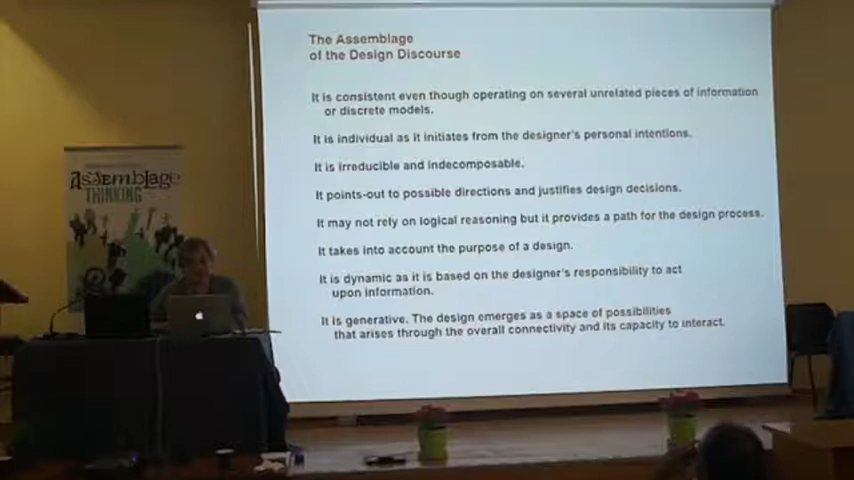 The Assemblage
of the Design Discourse
It is consistent even though operating on several unrelated pieces of information
or discrete models.
It is individual as it initiates from the designer's personal intentions.
It is irreducible and indecomposable.
It points-out to possible directions and justifies design decisions.
It may not rely on logical reasoning but it provides a path for the design process.
It takes into account the purpose of a design.
It is dynamic as it is based on the designer's responsibility to act
upon information.
It is generative. The design emerges as a space of possibilities
that arises through the overall connectivity and its capacity to interact.
assemblage
THINKING